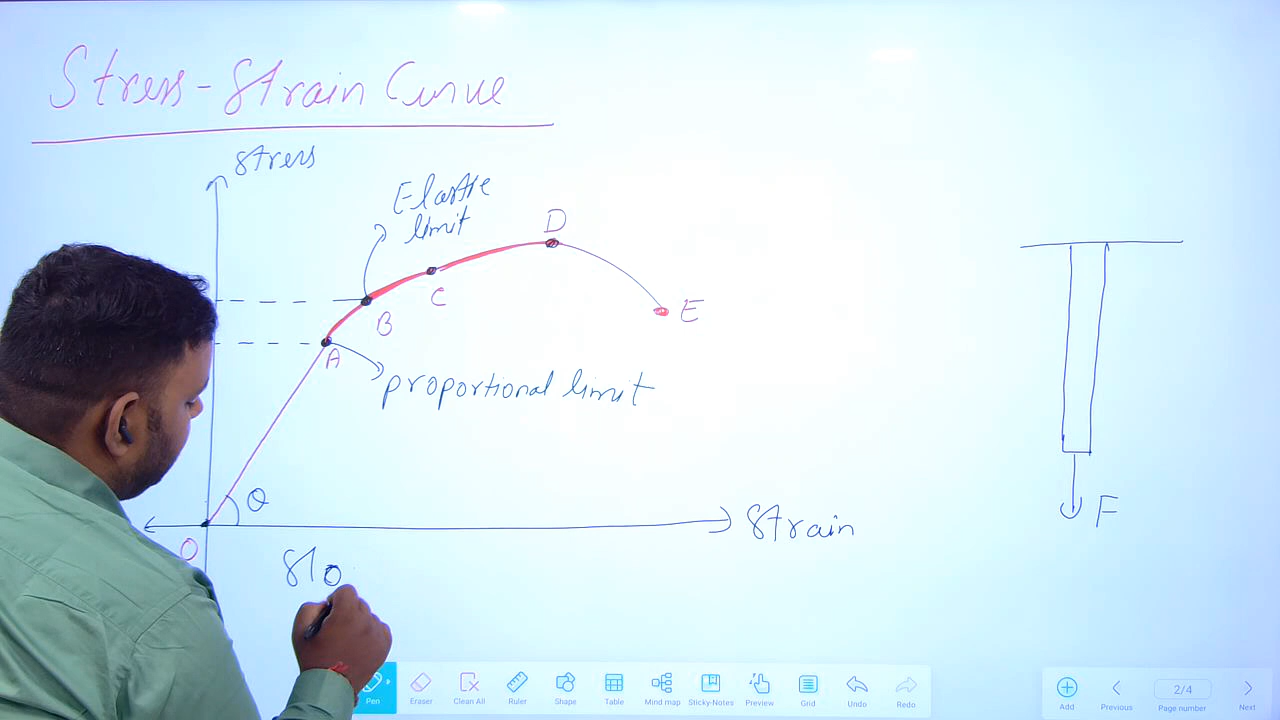 Stress-Strain Curve
Stress
Elastic
limit
D
C
B
E
A
proportional limit
θ
F
Strain
O
Slo
Pen
Eraser
Clean All
Ruler
Shape
Table
Mind map
Sticky-Notes
Preview
Grid
Undo
Redo
Add
Previous
2/4
Page number
Next